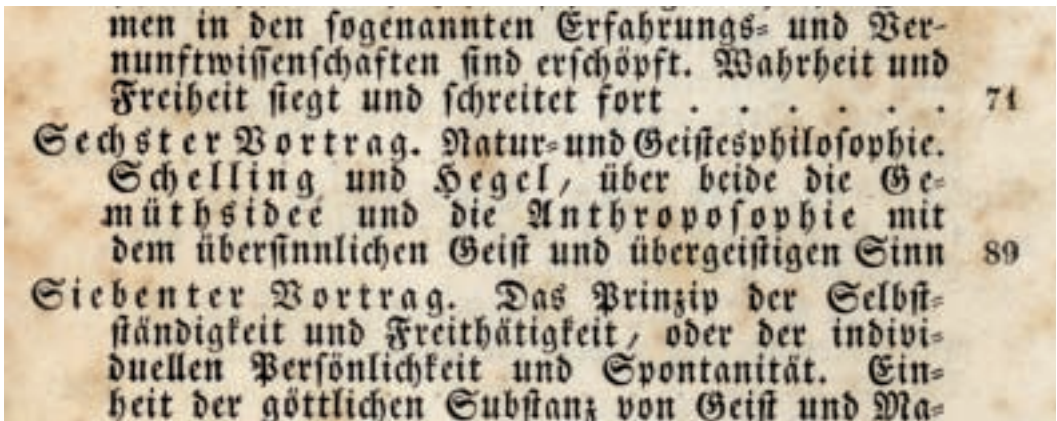 men in den ſogenannten Erfahrungs- und Ver-
nunftwiſſenſchaften ſind erſchöpft. Wahrheit und
Freiheit ſiegt und ſchreitet fort . . . . . . 71
Sechster Vortrag. Natur- und Geiſtesphiloſophie.
Schelling und Hegel, über beide die Ge-
müthsidee und die Anthropoſophie mit
dem überſinnlichen Geiſt und übergeiſtigen Sinn 89
Siebenter Vortrag. Das Prinzip der Selbſt-
ſtändigkeit und Freithätigkeit, oder der indivi-
duellen Perſönlichkeit und Spontanität. Ein-
heit der göttlichen Subſtanz von Geiſt und Ma-